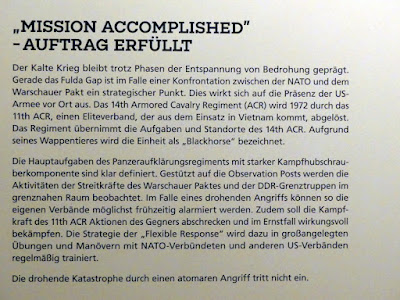 „MISSION ACCOMPLISHED”
- AUFTRAG ERFÜLLT
Der Kalte Krieg bleibt trotz Phasen der Entspannung von Bedrohung geprägt.
Gerade das Fulda Gap ist im Falle einer Konfrontation zwischen der NATO und dem
Warschauer Pakt ein strategischer Punkt. Dies wirkt sich auf die Präsenz der US-
Armee vor Ort aus. Das 14th Armored Cavalry Regiment (ACR) wird 1972 durch das
11th ACR, einen Eliteverband, der aus dem Einsatz in Vietnam kommt, abgelöst.
Das Regiment übernimmt die Aufgaben und Standorte des 14th ACR. Aufgrund
seines Wappentieres wird die Einheit als „Blackhorse” bezeichnet.
Die Hauptaufgaben des Panzeraufklärungsregiments mit starker Kampfhubschrau-
berkomponente sind klar definiert. Gestützt auf die Observation Posts werden die
Aktivitäten der Streitkräfte des Warschauer Paktes und der DDR-Grenztruppen im
grenznahen Raum beobachtet. Im Falle eines drohenden Angriffs können so die
eigenen Verbände möglichst frühzeitig alarmiert werden. Zudem soll die Kampf-
kraft des 11th ACR Aktionen des Gegners abschrecken und im Ernstfall wirkungsvoll
bekämpfen. Die Strategie der „Flexible Response” wird dazu in großangelegten
Übungen und Manövern mit NATO-Verbündeten und anderen US-Verbänden
regelmäßig trainiert.
Die drohende Katastrophe durch einen atomaren Angriff tritt nicht ein.